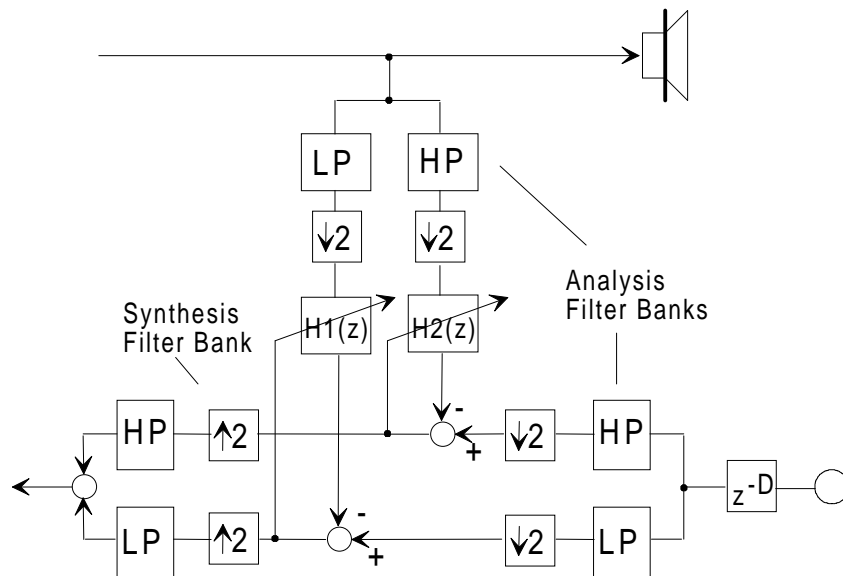 LP
HP
↓2
↓2
Analysis
Filter Banks
Synthesis
Filter Bank
H1(z)
H2(z)
-
HP
↑2
+
↓2
HP
z-D
-
LP
↑2
+
↓2
LP